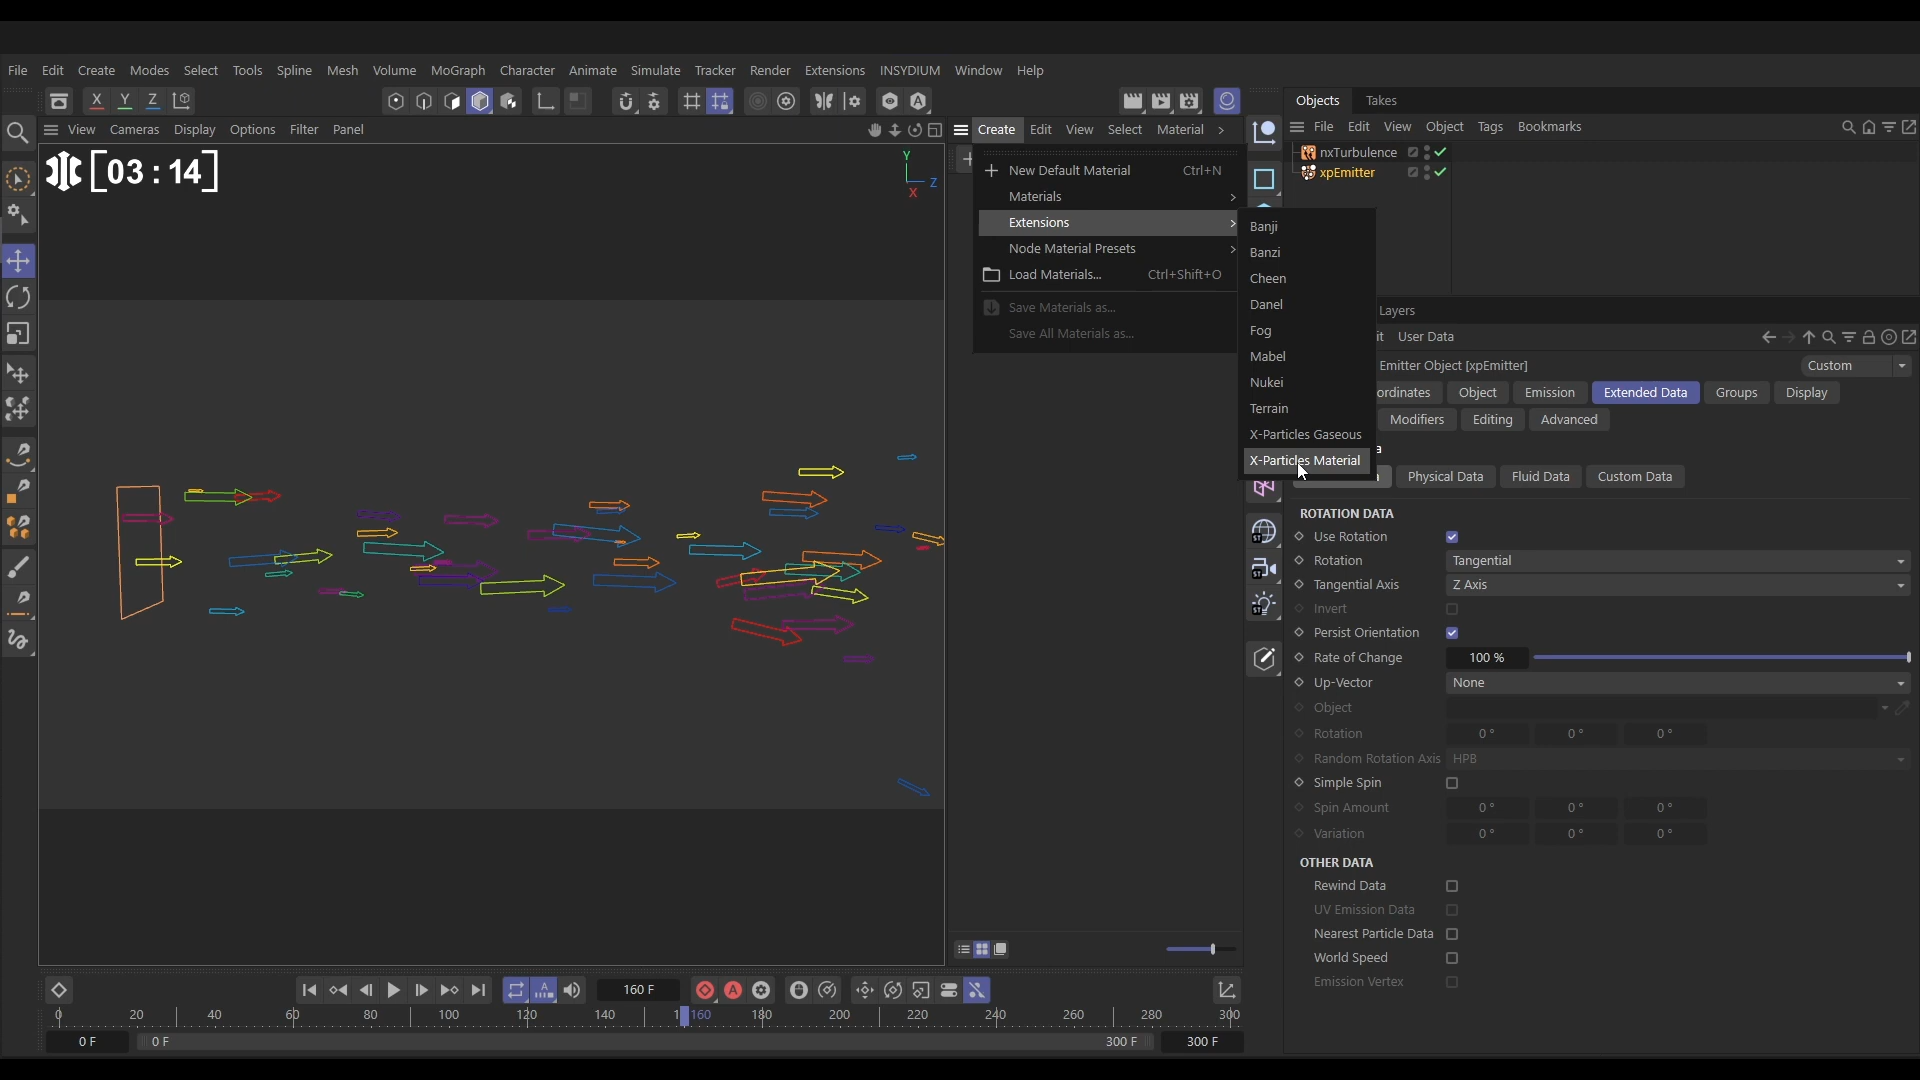 File Edit Create Modes Select Tools Spline Mesh Volume MoGraph Character Animate Simulate Tracker Render Extensions INSYDIUM Window Help
X Y Z
View Cameras Display Options Filter Panel
[03:14]
Y
Z
X
Create Edit View Select Material >
New Default Material Ctrl+N
Materials >
Extensions >
Node Material Presets >
Load Materials... Ctrl+Shift+O
Save Materials as...
Save All Materials as...
Banji
Banzi
Cheen
Danel
Fog
Mabel
Nukei
Terrain
X-Particles Gaseous
X-Particles Material
Objects Takes
File Edit View Object Tags Bookmarks
nxTurbulence
xpEmitter
Layers
it User Data
Emitter Object [xpEmitter] Custom
ordinates Object Emission Extended Data Groups Display
Modifiers Editing Advanced
a
n Physical Data Fluid Data Custom Data
ROTATION DATA
Use Rotation
Rotation Tangential
Tangential Axis Z Axis
Invert
Persist Orientation
Rate of Change 100 %
Up-Vector None
Object
Rotation 0 ° 0 ° 0 °
Random Rotation Axis HPB
Simple Spin
Spin Amount 0 ° 0 ° 0 °
Variation 0 ° 0 ° 0 °
OTHER DATA
Rewind Data
UV Emission Data
Nearest Particle Data
World Speed
Emission Vertex
160 F
0 20 40 60 80 100 120 140 160 180 200 220 240 260 280 300
0 F 0 F 300 F 300 F